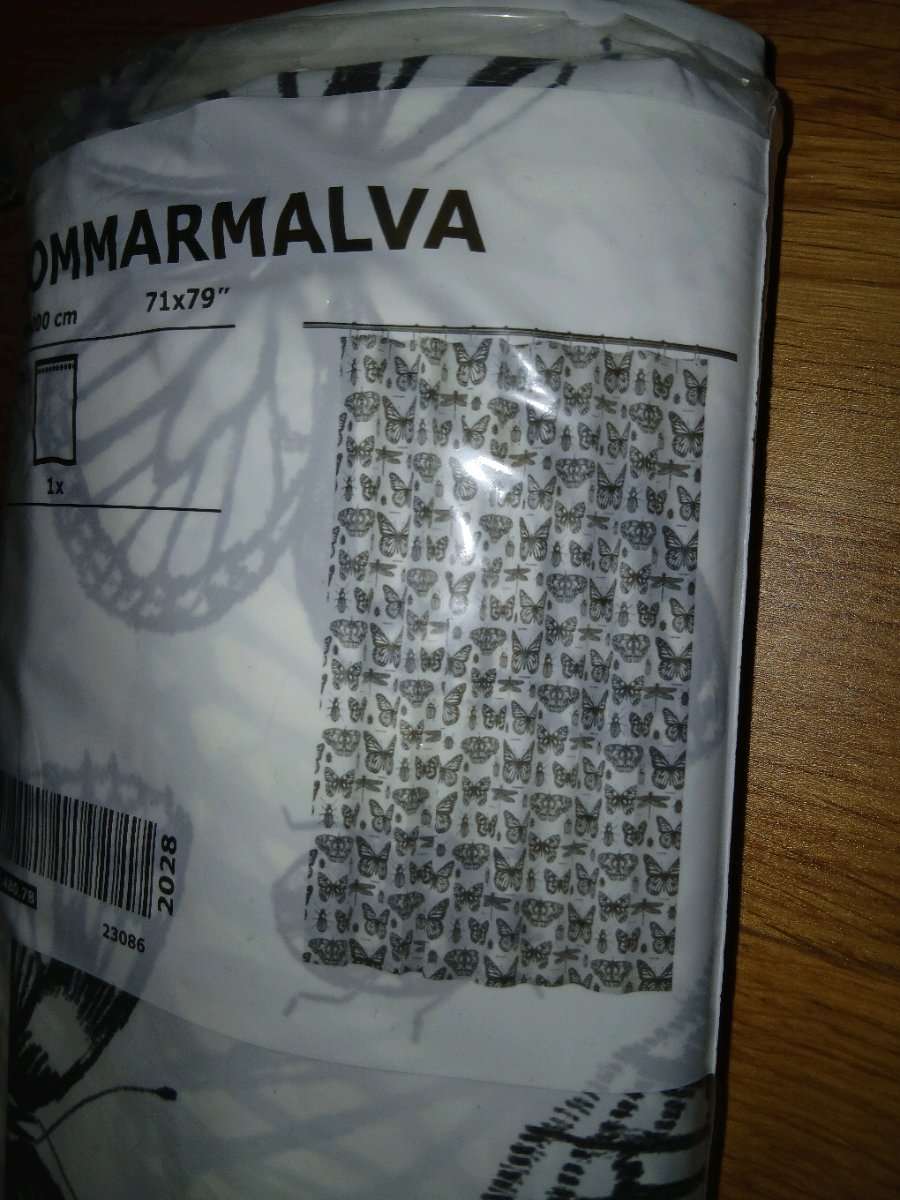 OMMARMALVA
00 cm 71x79"
1x
2028
23086